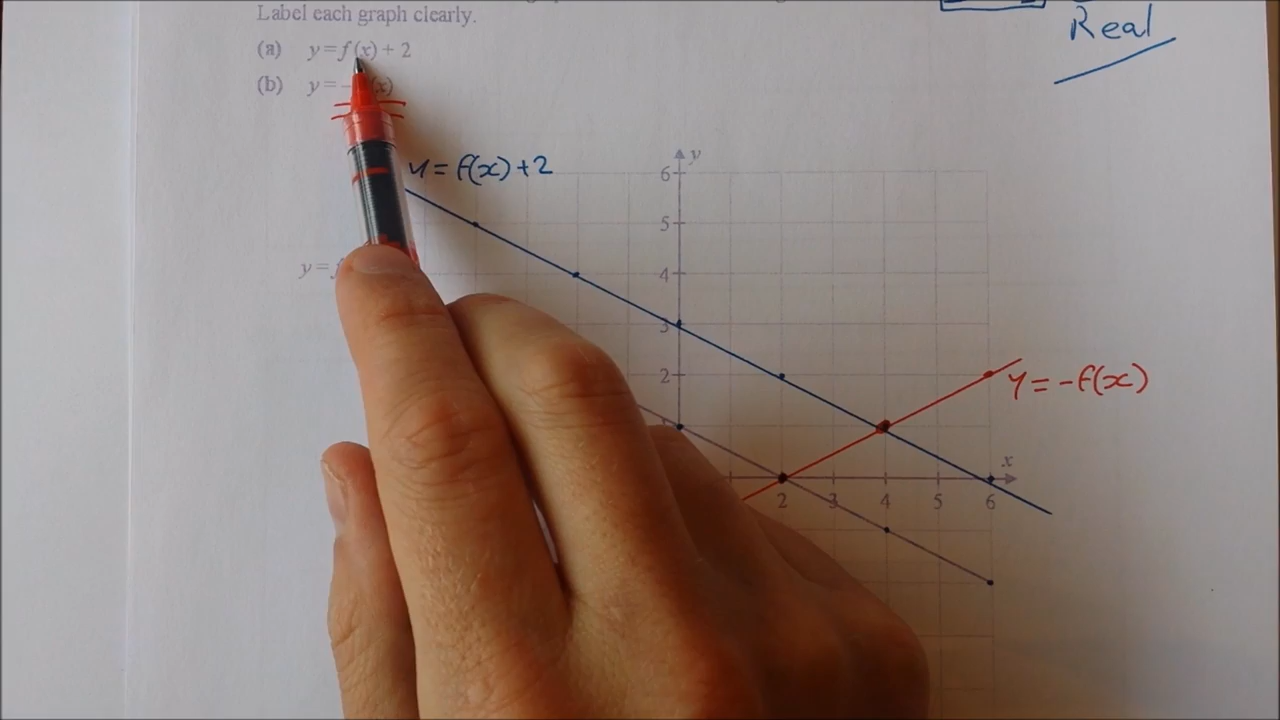 Label each graph clearly.
Real
(a) y = f(x) + 2
(b) y = -
(x)
y = f(x)+2
y
6
5
4
3
2
y =
y = -f(x)
x
2 3 4 5 6